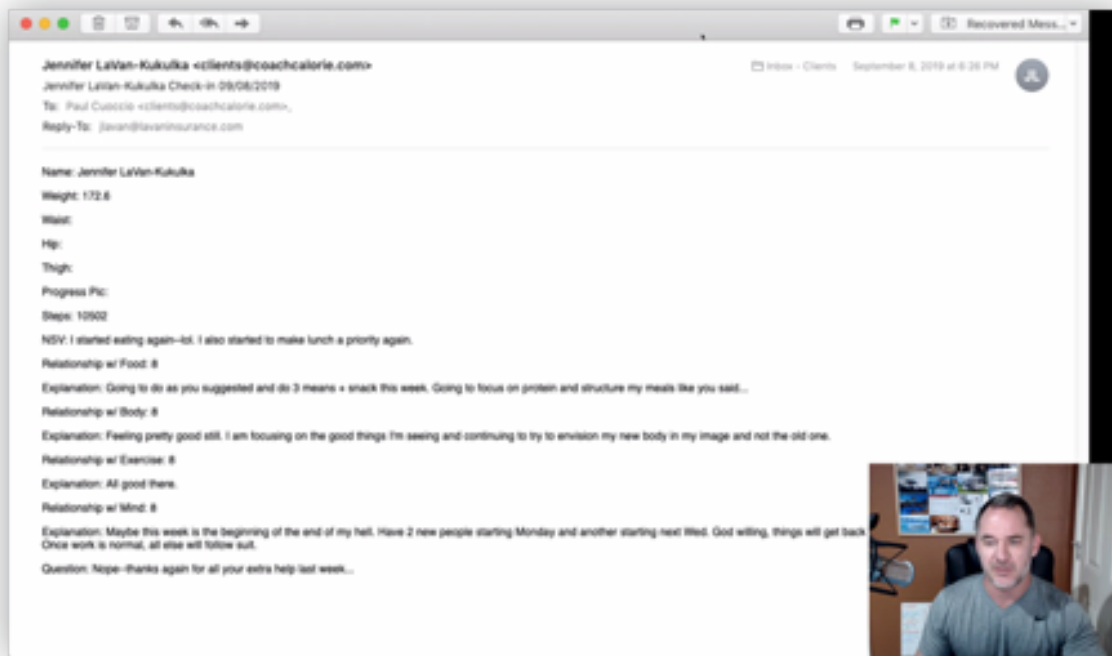 Recovered Mess...
Jennifer LaVan-Kukulka <clients@coachcalorie.com>
Inbox - Clients September 8, 2019 at 6:26 PM
JL
Jennifer LaVan-Kukulka Check-in 09/08/2019
To: Paul Cuoccio <clients@coachcalorie.com>,
Reply-To: jlavan@lavaninsurance.com
Name: Jennifer LaVan-Kukulka
Weight: 172.6
Waist:
Hip:
Thigh:
Progress Pic:
Steps: 10502
NSV: I started eating again--lol. I also started to make lunch a priority again.
Relationship w/ Food: 8
Explanation: Going to do as you suggested and do 3 means + snack this week. Going to focus on protein and structure my meals like you said...
Relationship w/ Body: 8
Explanation: Feeling pretty good still. I am focusing on the good things I'm seeing and continuing to try to envision my new body in my image and not the old one.
Relationship w/ Exercise: 8
Explanation: All good there.
Relationship w/ Mind: 8
Explanation: Maybe this week is the beginning of the end of my hell. Have 2 new people starting Monday and another starting next Wed. God willing, things will get back
Once work is normal, all else will follow suit.
Question: Nope--thanks again for all your extra help last week...